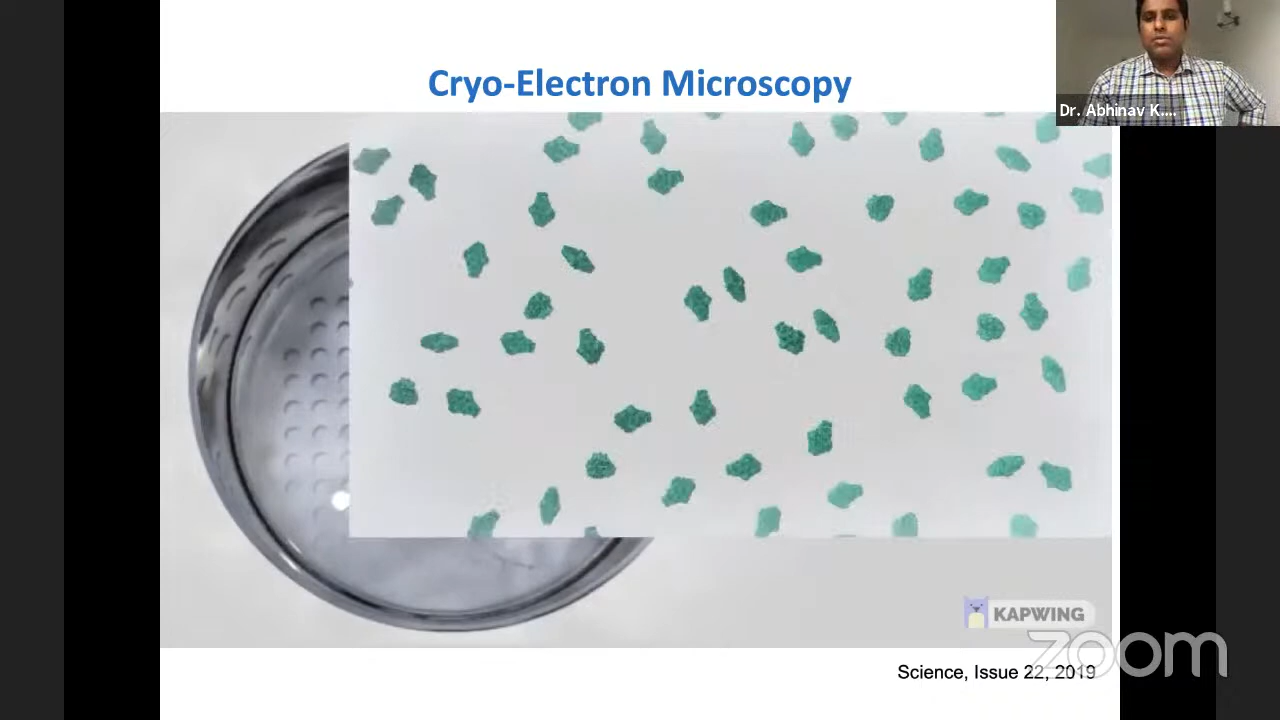 Cryo-Electron Microscopy
Dr. Abhinav K....
KAPWING
zoom
Science, Issue 22, 2019